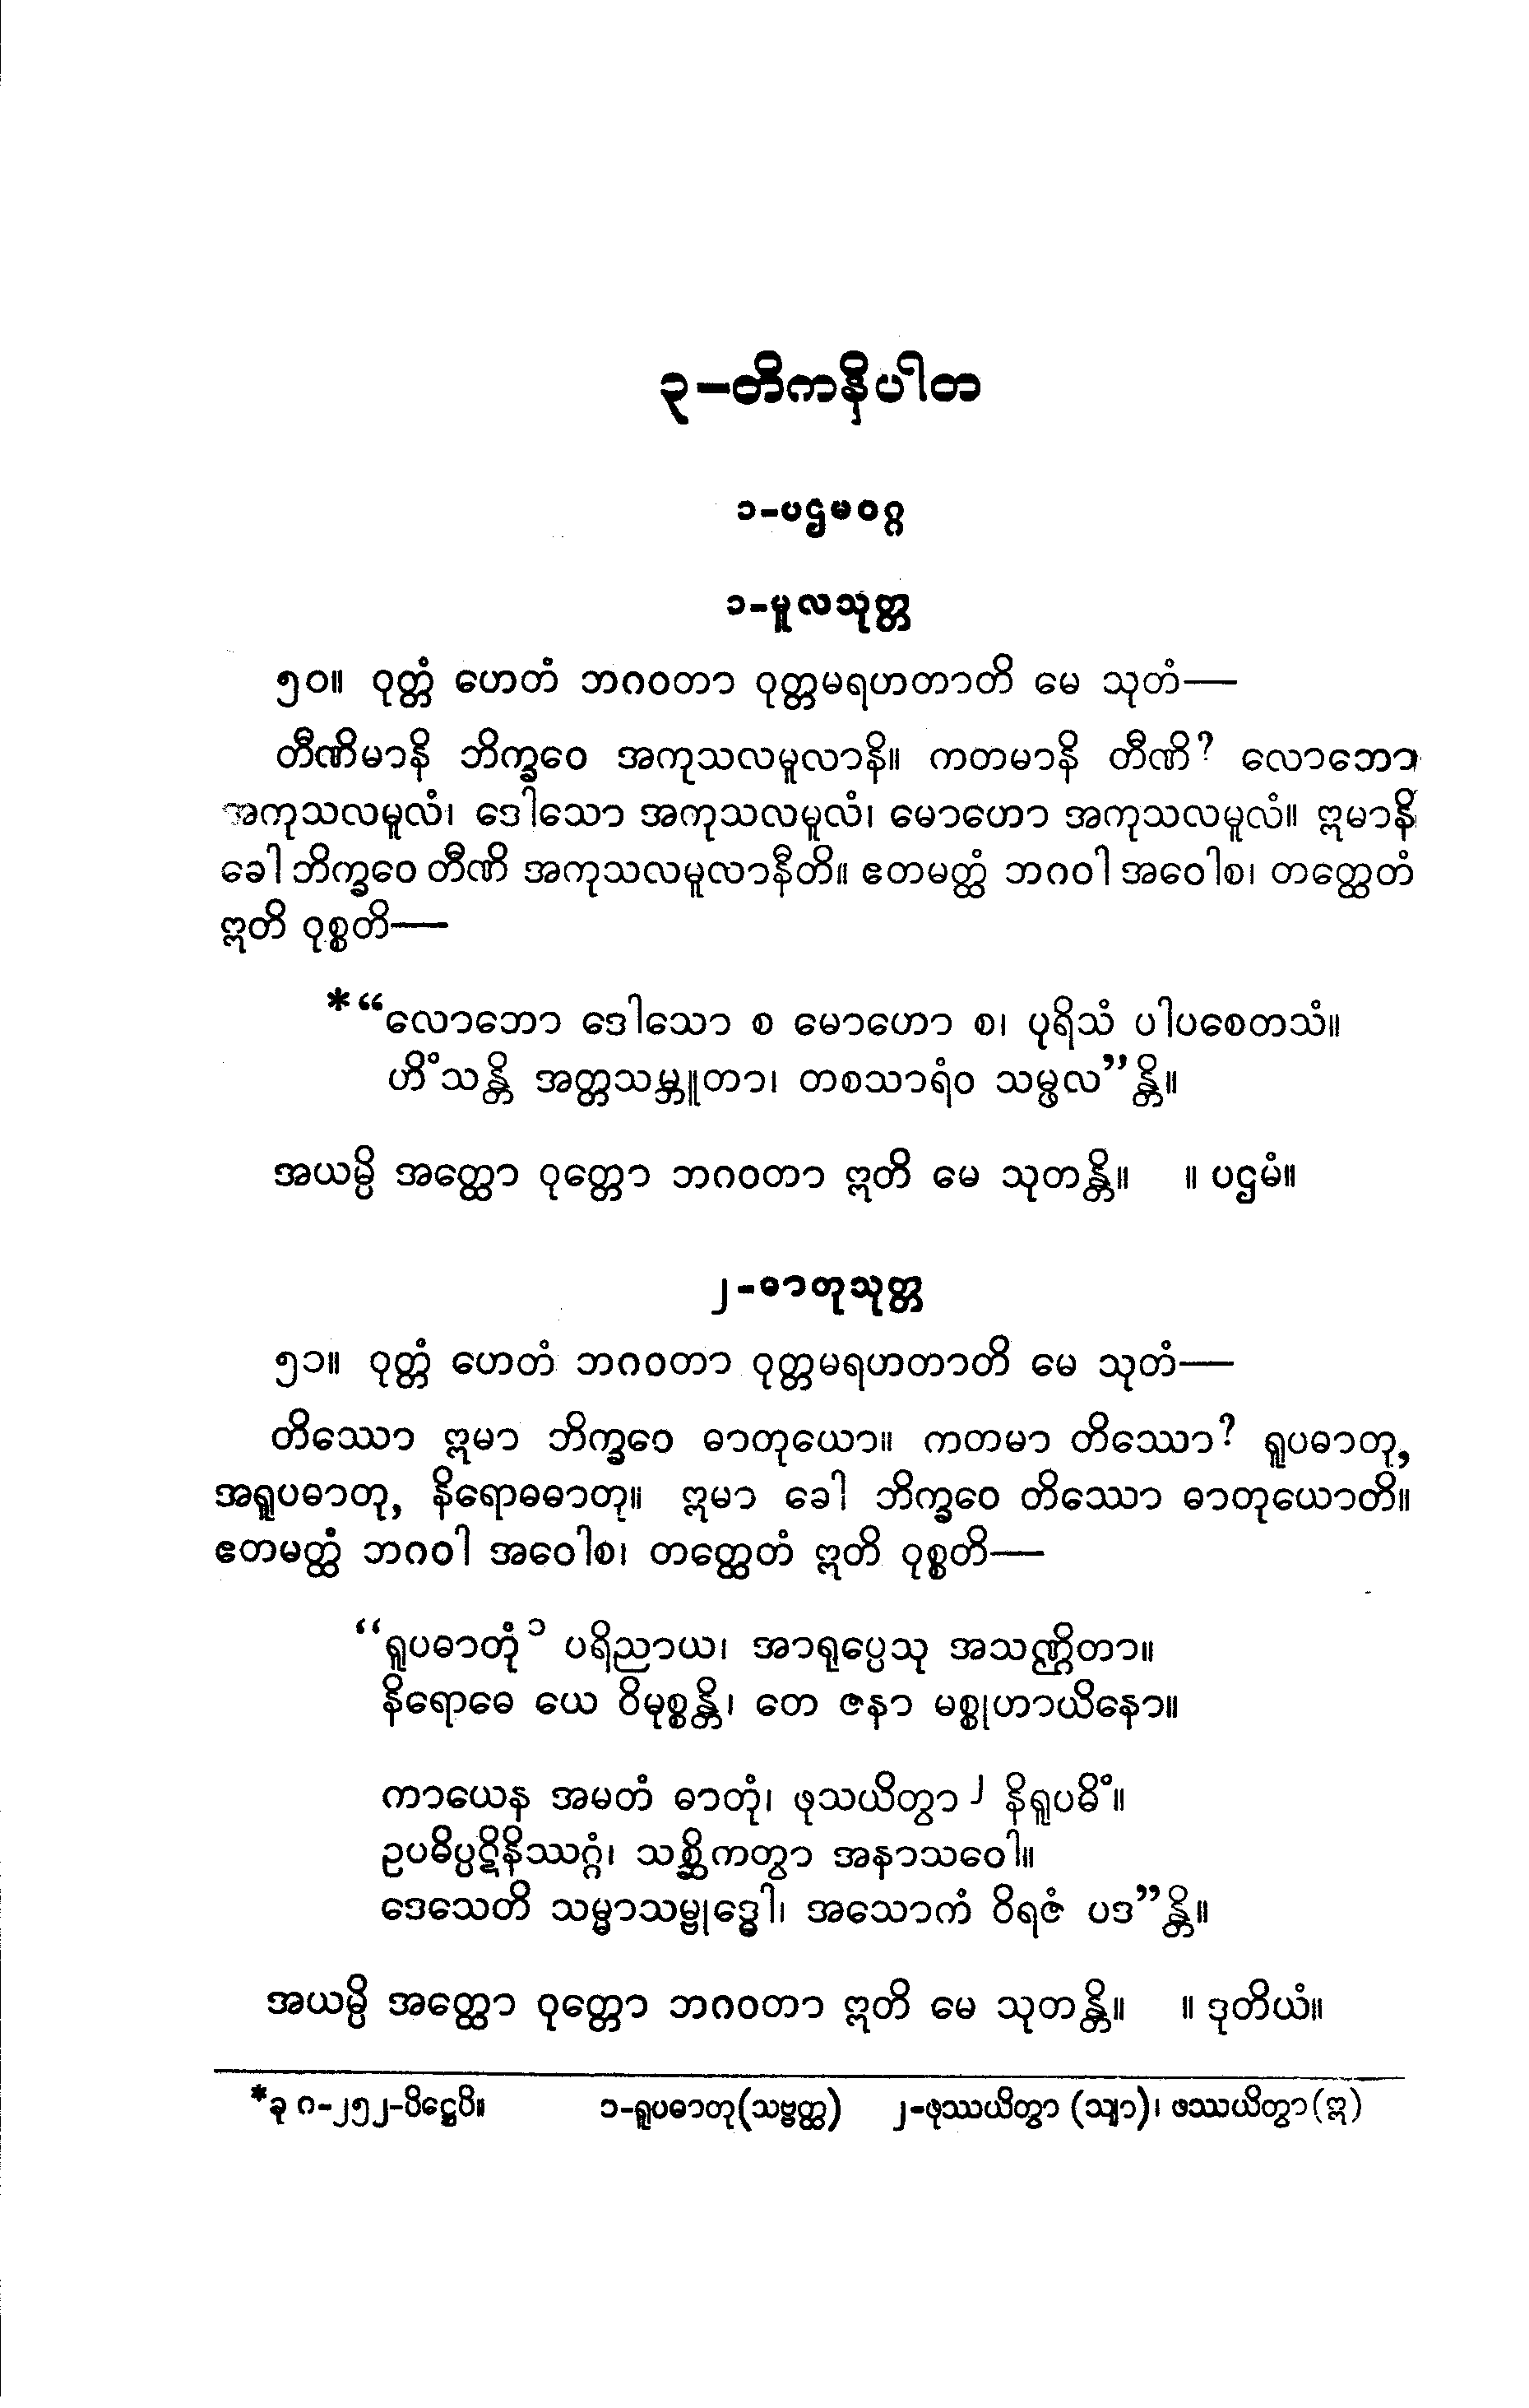 ၃–တိကနိပါတ
၁-ပဌမဝဂ္ဂ
၁-မူလသုတ္တ
၅၀။ ဝုတ္တံ ဟေတံ ဘဂဝတာ ဝုတ္တမရဟတာတိ မေ သုတံ—
တီဏိမာနိ ဘိက္ခဝေ အကုသလမူလာနိ။ ကတမာနိ တီဏိ? လောဘော
အကုသလမူလံ၊ ဒေါသော အကုသလမူလံ၊ မောဟော အကုသလမူလံ။ ဣမာနိ
ခေါ ဘိက္ခဝေ တီဏိ အကုသလမူလာနီတိ။ ဧတမတ္ထံ ဘဂဝါ အဝေါစ၊ တတ္ထေတံ
ဣတိ ဝုစ္စတိ—
*“လောဘော ဒေါသော စ မောဟော စ၊ ပုရိသံ ပါပစေတသံ။
ဟိံသန္တိ အတ္တသမ္ဘူတာ၊ တစသာရံဝ သမ္ဖလ”န္တိ။
အယမ္ပိ အတ္ထော ဝုတ္တော ဘဂဝတာ ဣတိ မေ သုတန္တိ။ ။ ပဌမံ။
၂-ဓာတုသုတ္တ
၅၁။ ဝုတ္တံ ဟေတံ ဘဂဝတာ ဝုတ္တမရဟတာတိ မေ သုတံ—
တိဿော ဣမာ ဘိက္ခဝေ ဓာတုယော။ ကတမာ တိဿော? ရူပဓာတု,
အရူပဓာတု, နိရောဓဓာတု။ ဣမာ ခေါ ဘိက္ခဝေ တိဿော ဓာတုယောတိ။
ဧတမတ္ထံ ဘဂဝါ အဝေါစ၊ တတ္ထေတံ ဣတိ ဝုစ္စတိ—
“ရူပဓာတုံ ၁ ပရိညာယ၊ အာရုပ္ပေသု အသဏ္ဌိတာ။
နိရောဓေ ယေ ဝိမုစ္စန္တိ၊ တေ ဇနာ မစ္စုဟာယိနော။
ကာယေန အမတံ ဓာတုံ၊ ဖုသယိတွာ ၂ နိရူပဓိံ။
ဥပဓိပ္ပဋိနိဿဂ္ဂံ၊ သစ္ဆိကတွာ အနာသဝေါ။
ဒေသေတိ သမ္မာသမ္ဗုဒ္ဓေါ၊ အသောကံ ဝိရဇံ ပဒ”န္တိ။
အယမ္ပိ အတ္ထော ဝုတ္တော ဘဂဝတာ ဣတိ မေ သုတန္တိ။ ။ ဒုတိယံ။
*ခု ဂ-၂၅၂-ပိဋ္ဌေပိ။ ၁-ရူပဓာတု(သဗ္ဗတ္ထ) ၂-ဖုဿယိတွာ (သျာ)၊ ဖဿယိတွာ(ဣ)